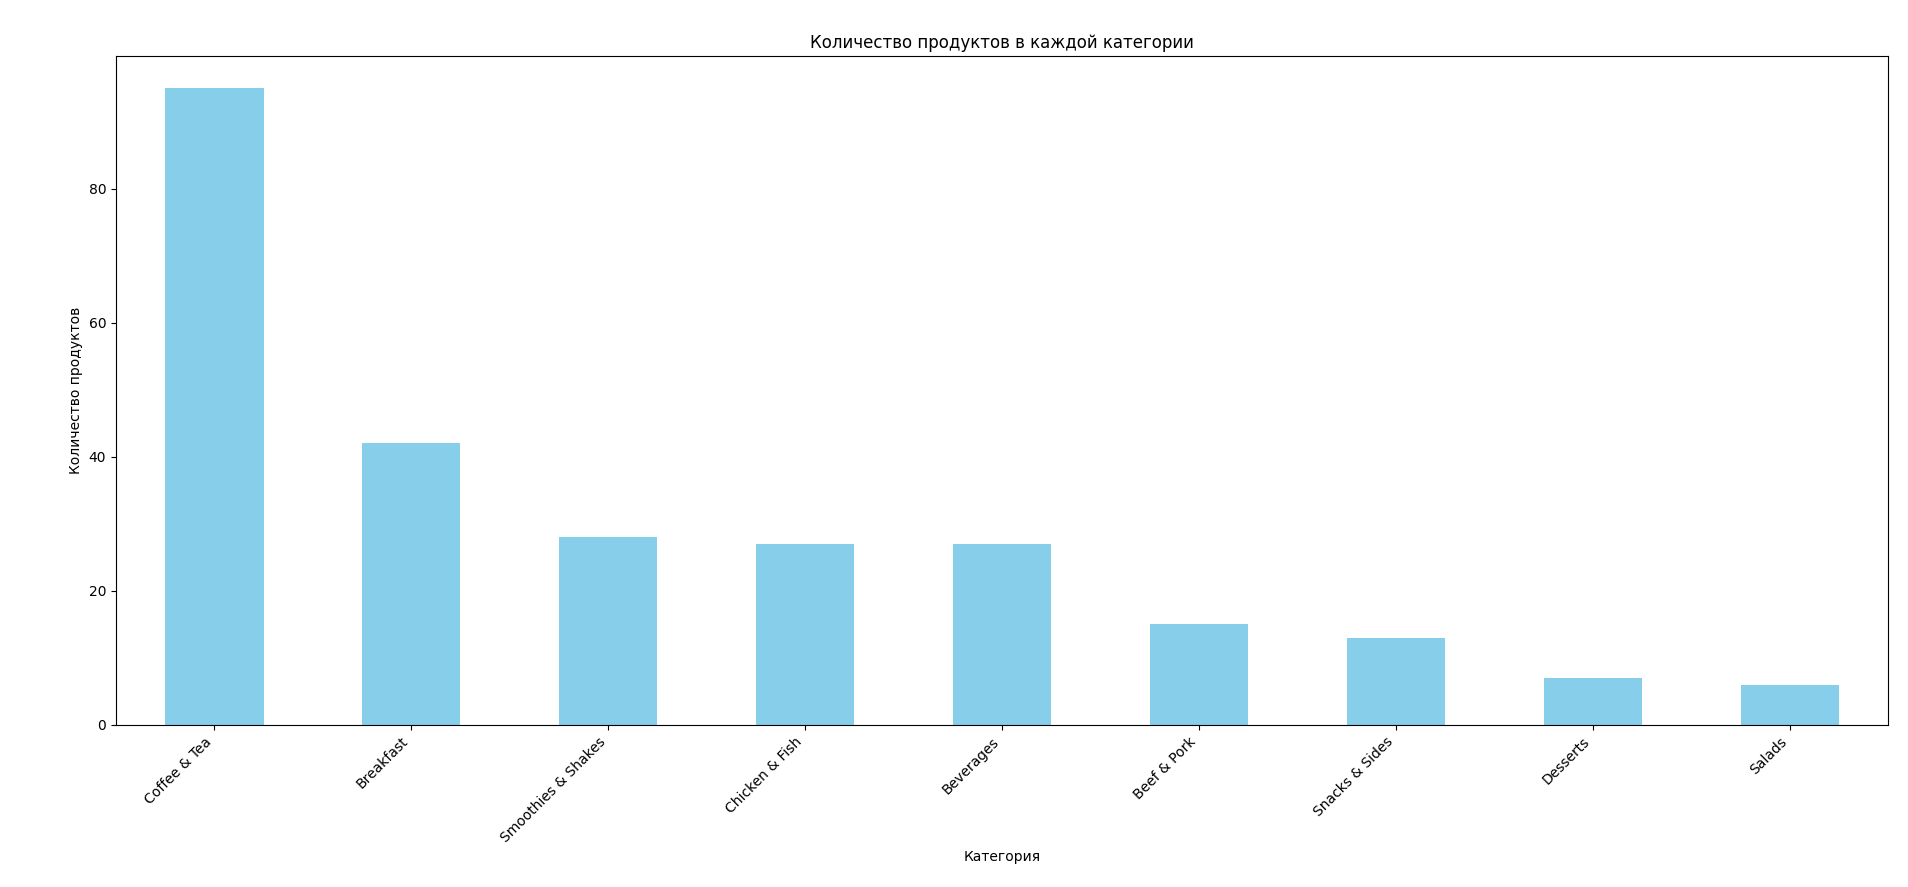 Количество продуктов в каждой категории
Количество продуктов
80
60
40
20
0
Coffee & Tea
Breakfast
Smoothies & Shakes
Chicken & Fish
Beverages
Beef & Pork
Snacks & Sides
Desserts
Salads
Категория